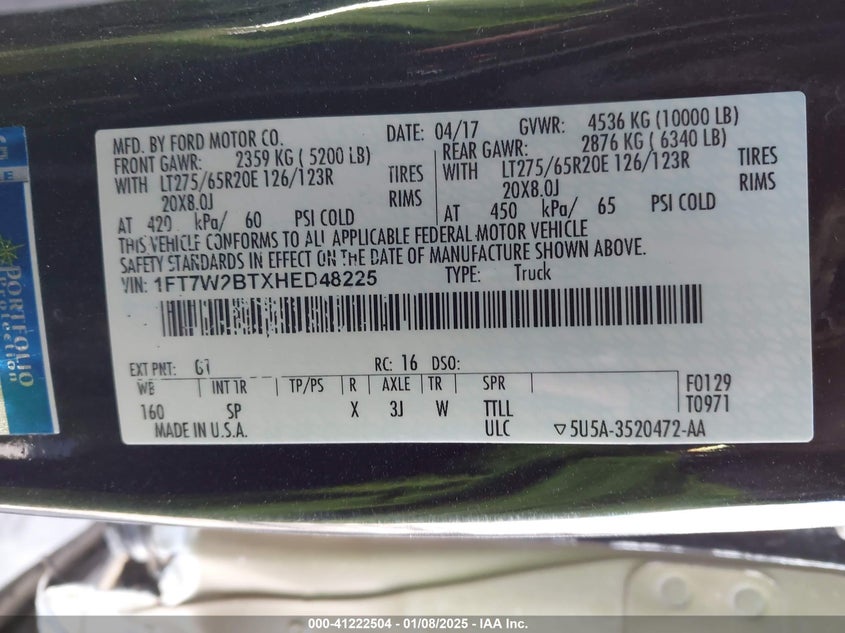 MFD. BY FORD MOTOR CO. DATE: 04/17 GVWR: 4536 KG (10000 LB)
FRONT GAWR: 2359 KG (5200 LB) REAR GAWR: 2876 KG (6340 LB)
WITH LT275/65R20E 126/123R TIRES WITH LT275/65R20E 126/123R TIRES
20X8.0J RIMS 20X8.0J RIMS
AT 420 kPa/ 60 PSI COLD AT 450 kPa/ 65 PSI COLD
THIS VEHICLE CONFORMS TO ALL APPLICABLE FEDERAL MOTOR VEHICLE
SAFETY STANDARDS IN EFFECT ON THE DATE OF MANUFACTURE SHOWN ABOVE.
VIN: 1FT7W2BTXHED48225 TYPE: Truck
EXT PNT: G1 RC: 16 DSO:
WB INT TR TP/PS R AXLE TR SPR F0129
160 SP X 3J W TTLL T0971
MADE IN U.S.A. ULC ▽5U5A-3520472-AA
PORTFOLIO
Protection
000-41222504 — 01/08/2025 — IAA Inc.